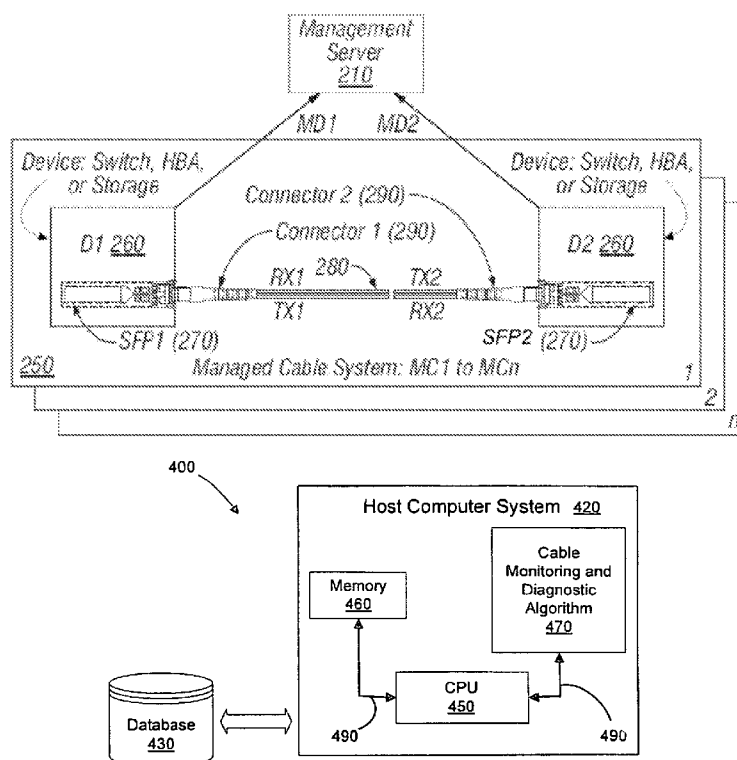 Management
Server
210
MD1 MD2
Device: Switch, HBA,
or Storage
Device: Switch, HBA,
or Storage
Connector 2 (290)
Connector 1 (290)
D1 260
D2 260
RX1 280 TX2
TX1 RX2
SFP1 (270)
SFP2 (270)
250 Managed Cable System: MC1 to MCn 1
2
n
400
Host Computer System 420
Cable
Monitoring and
Diagnostic
Algorithm
470
Memory
460
CPU
450
490
490
Database
430